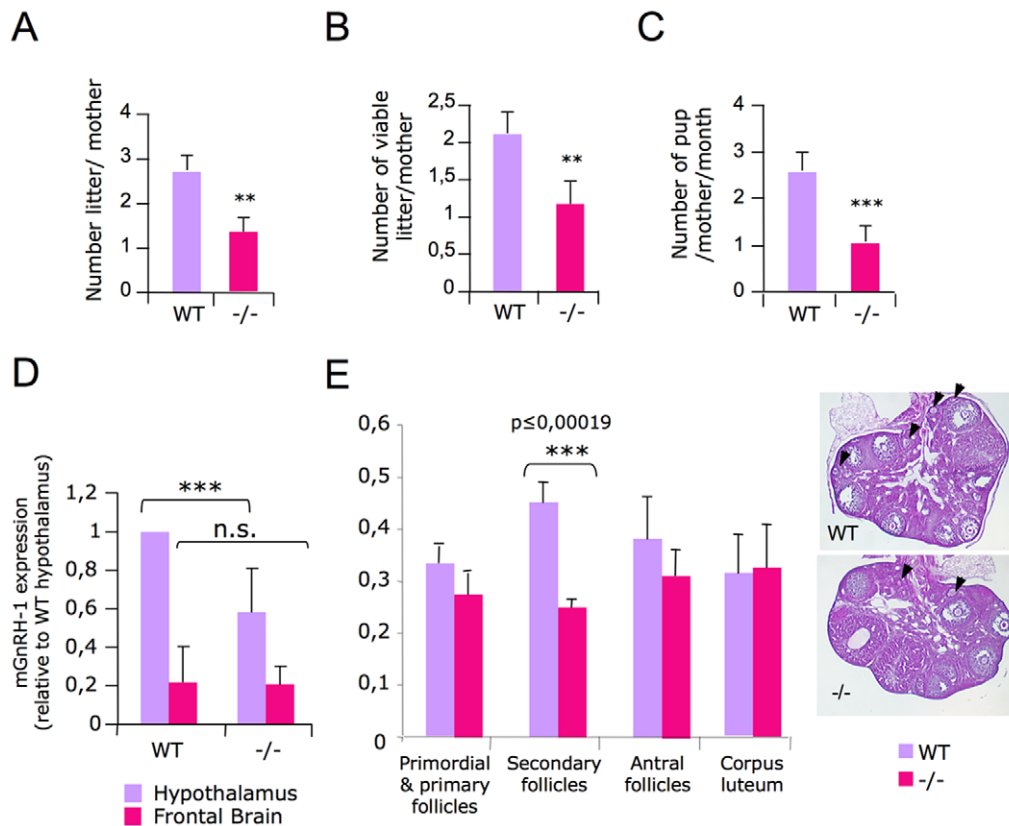 A
Number litter/ mother
4
3
2
1
0
**
WT
-/-
B
Number of viable
litter/mother
2,5
2
1,5
1
0,5
0
**
WT
-/-
C
Number of pup
/mother/month
4
3
2
1
0
***
WT
-/-
D
mGnRH-1 expression
(relative to WT hypothalamus)
1,2
1
0,8
0,6
0,4
0,2
0
***
n.s.
WT
-/-
Hypothalamus
Frontal Brain
E
0,6
0,5
0,4
0,3
0,2
0,1
0
p≤0,00019
***
Primordial
& primary
follicles
Secondary
follicles
Antral
follicles
Corpus
luteum
WT
-/-
WT
-/-